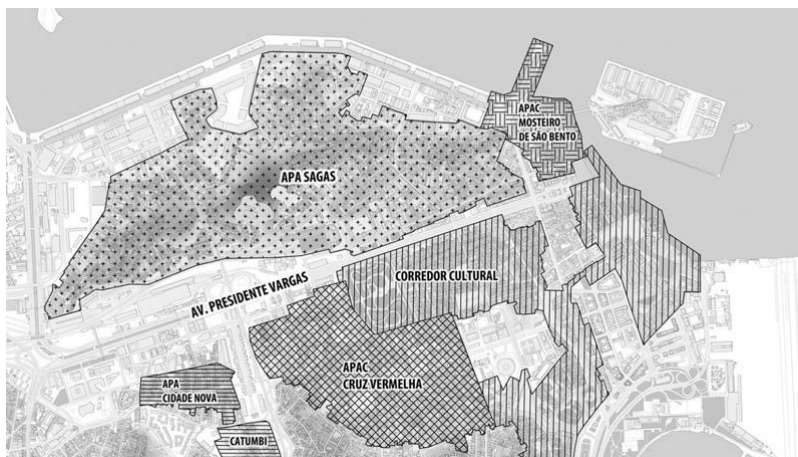 APAC
MOSTEIRO
DE SÃO BENTO
APA SAGAS
AV. PRESIDENTE VARGAS
CORREDOR CULTURAL
APAC
CRUZ VERMELHA
APA
CIDADE NOVA
CATUMBI